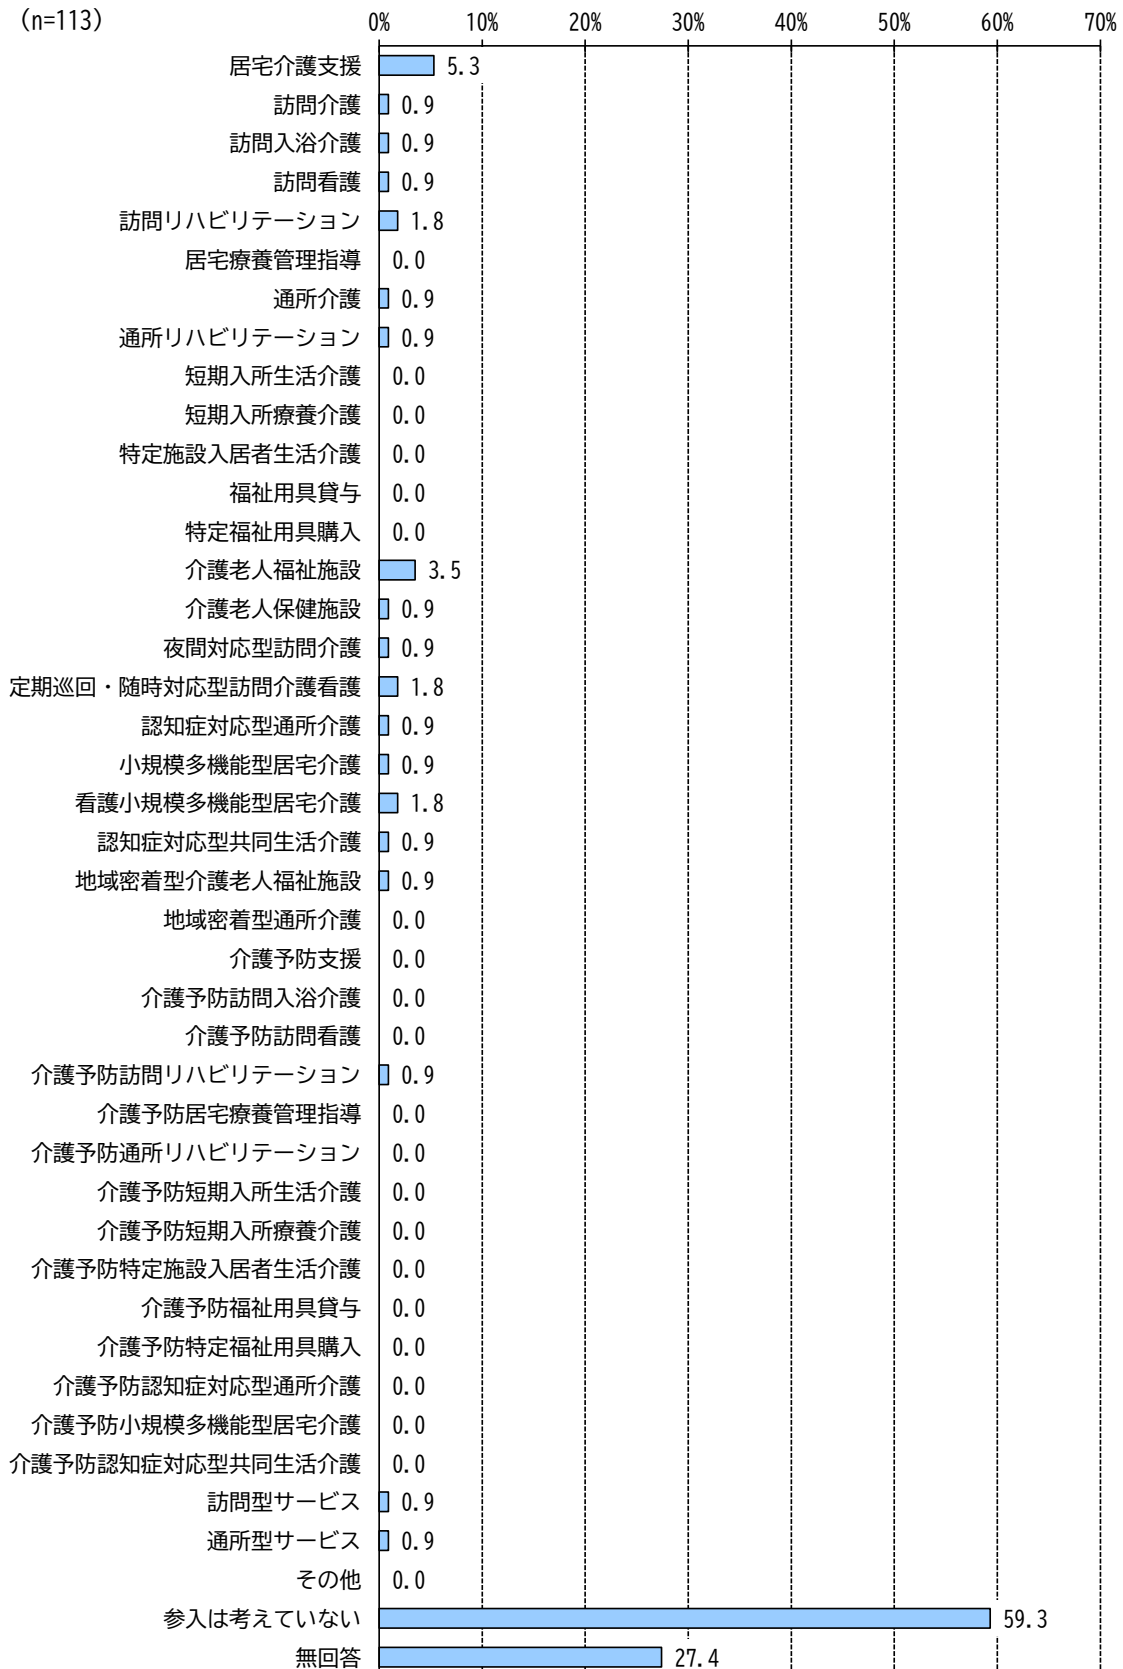 (n=113)
0% 10% 20% 30% 40% 50% 60% 70%
居宅介護支援 5.3
訪問介護 0.9
訪問入浴介護 0.9
訪問看護 0.9
訪問リハビリテーション 1.8
居宅療養管理指導 0.0
通所介護 0.9
通所リハビリテーション 0.9
短期入所生活介護 0.0
短期入所療養介護 0.0
特定施設入居者生活介護 0.0
福祉用具貸与 0.0
特定福祉用具購入 0.0
介護老人福祉施設 3.5
介護老人保健施設 0.9
夜間対応型訪問介護 0.9
定期巡回・随時対応型訪問介護看護 1.8
認知症対応型通所介護 0.9
小規模多機能型居宅介護 0.9
看護小規模多機能型居宅介護 1.8
認知症対応型共同生活介護 0.9
地域密着型介護老人福祉施設 0.9
地域密着型通所介護 0.0
介護予防支援 0.0
介護予防訪問入浴介護 0.0
介護予防訪問看護 0.0
介護予防訪問リハビリテーション 0.9
介護予防居宅療養管理指導 0.0
介護予防通所リハビリテーション 0.0
介護予防短期入所生活介護 0.0
介護予防短期入所療養介護 0.0
介護予防特定施設入居者生活介護 0.0
介護予防福祉用具貸与 0.0
介護予防特定福祉用具購入 0.0
介護予防認知症対応型通所介護 0.0
介護予防小規模多機能型居宅介護 0.0
介護予防認知症対応型共同生活介護 0.0
訪問型サービス 0.9
通所型サービス 0.9
その他 0.0
参入は考えていない 59.3
無回答 27.4